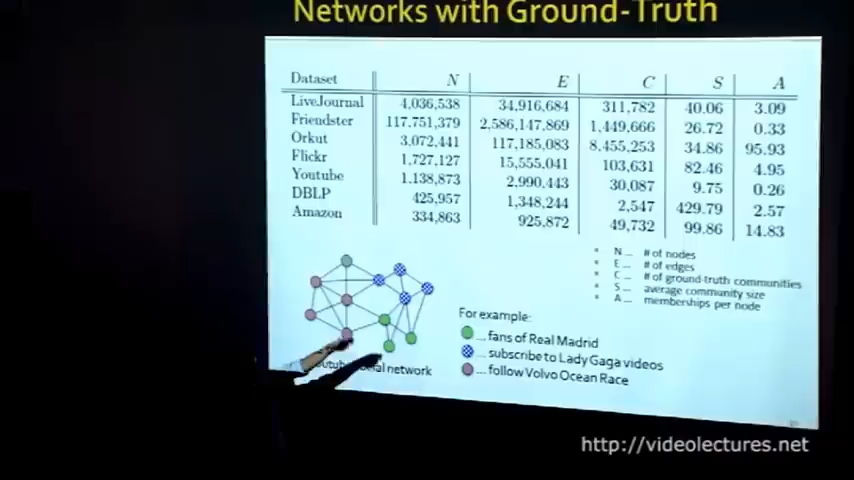 Networks with Ground-Truth
Dataset N E C S A
LiveJournal 4,036,538 34,916,684 311,782 40.06 3.09
Friendster 117,751,379 2,586,147,869 1,449,666 26.72 0.33
Orkut 3,072,441 117,185,083 8,455,253 34.86 95.93
Flickr 1,727,127 15,555,041 103,631 82.46 4.95
Youtube 1,138,873 2,990,443 30,087 9.75 0.26
DBLP 425,957 1,348,244 2,547 429.79 2.57
Amazon 334,863 925,872 49,732 99.86 14.83
* N ... # of nodes
* E ... # of edges
* C ... # of ground-truth communities
* S ... average community size
* A ... memberships per node
For example:
... fans of Real Madrid
... subscribe to Lady Gaga videos
... follow Volvo Ocean Race
network
http://videolectures.net